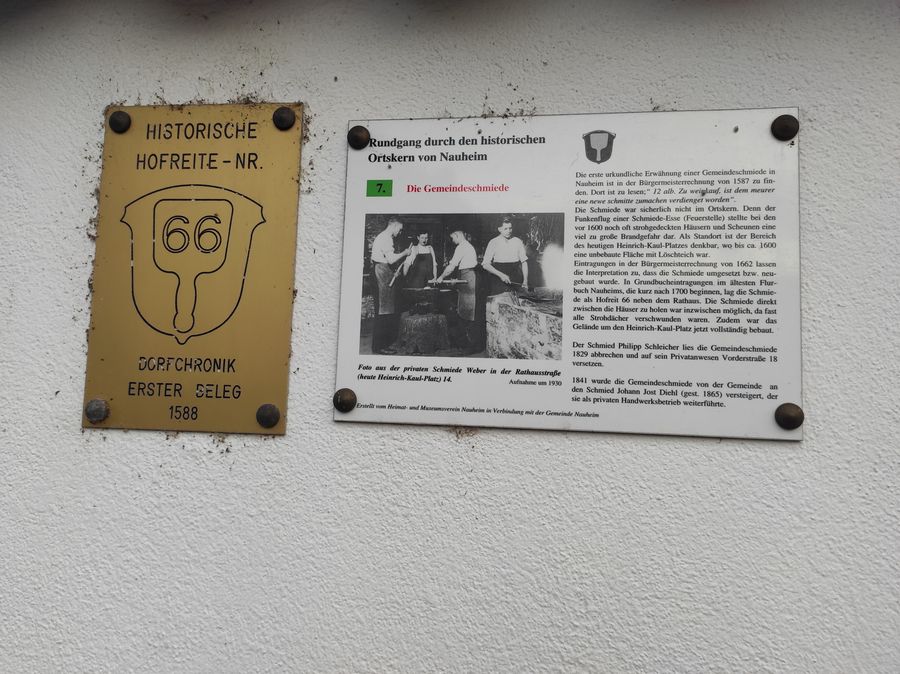 HISTORISCHE
HOFREITE-NR.
66
DORFCHRONIK
ERSTER BELEG
1588
Rundgang durch den historischen
Ortskern von Nauheim
7. Die Gemeindeschmiede
Foto aus der privaten Schmiede Weber in der Rathausstraße
(heute Heinrich-Kaul-Platz) 14.
Aufnahme um 1930
Erstellt vom Heimat- und Museumsverein Nauheim in Verbindung mit der Gemeinde Nauheim
Die erste urkundliche Erwähnung einer Gemeindeschmiede in
Nauheim ist in der Bürgermeisterrechnung von 1587 zu fin-
den. Dort ist zu lesen;" 12 alb. Zu weinkauf, ist dem meurer
eine newe schmitte zumachen verdienget worden".
Die Schmiede war sicherlich nicht im Ortskern. Denn der
Funkenflug einer Schmiede-Esse (Feuerstelle) stellte bei den
vor 1600 noch oft strohgedeckten Häusern und Scheunen eine
viel zu große Brandgefahr dar. Als Standort ist der Bereich
des heutigen Heinrich-Kaul-Platzes denkbar, wo bis ca. 1600
eine unbebaute Fläche mit Löschteich war.
Eintragungen in der Bürgermeisterrechnung von 1662 lassen
die Interpretation zu, dass die Schmiede umgesetzt bzw. neu-
gebaut wurde. In Grundbucheintragungen im ältesten Flur-
buch Nauheims, die kurz nach 1700 beginnen, lag die Schmie-
de als Hofreit 66 neben dem Rathaus. Die Schmiede direkt
zwischen die Häuser zu holen war inzwischen möglich, da fast
alle Strohdächer verschwunden waren. Zudem war das
Gelände um den Heinrich-Kaul-Platz jetzt vollständig bebaut.
Der Schmied Philipp Schleicher lies die Gemeindeschmiede
1829 abbrechen und auf sein Privatanwesen Vorderstraße 18
versetzen.
1841 wurde die Gemeindeschmiede von der Gemeinde an
den Schmied Johann Jost Diehl (gest. 1865) versteigert, der
sie als privaten Handwerksbetrieb weiterführte.